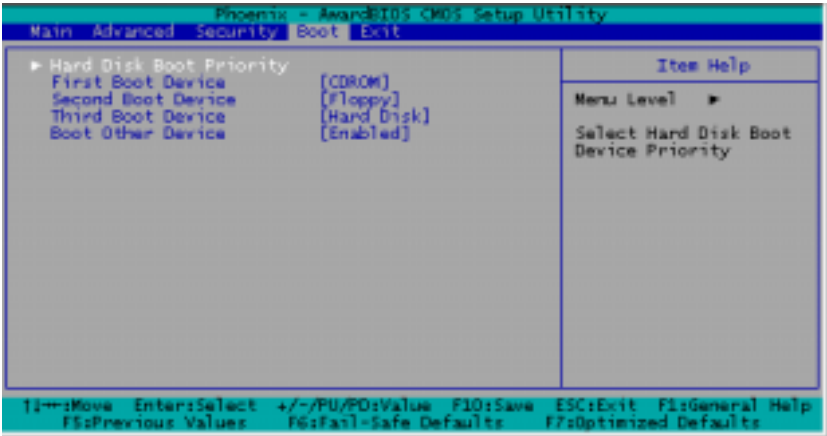 Phoenix - AwardBIOS CMOS Setup Utility
Main Advanced Security Boot Exit
► Hard Disk Boot Priority
First Boot Device [CDROM]
Second Boot Device [Floppy]
Third Boot Device [Hard Disk]
Boot Other Device [Enabled]
Item Help
Menu Level ►
Select Hard Disk Boot
Device Priority
↑↓→←:Move Enter:Select +/-/PU/PD:Value F10:Save ESC:Exit F1:General Help
F5:Previous Values F6:Fail-Safe Defaults F7:Optimized Defaults